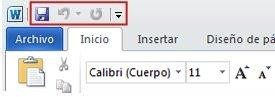 W
Archivo Inicio Insertar Diseño de pá
Calibri (Cuerpo) 11 A A